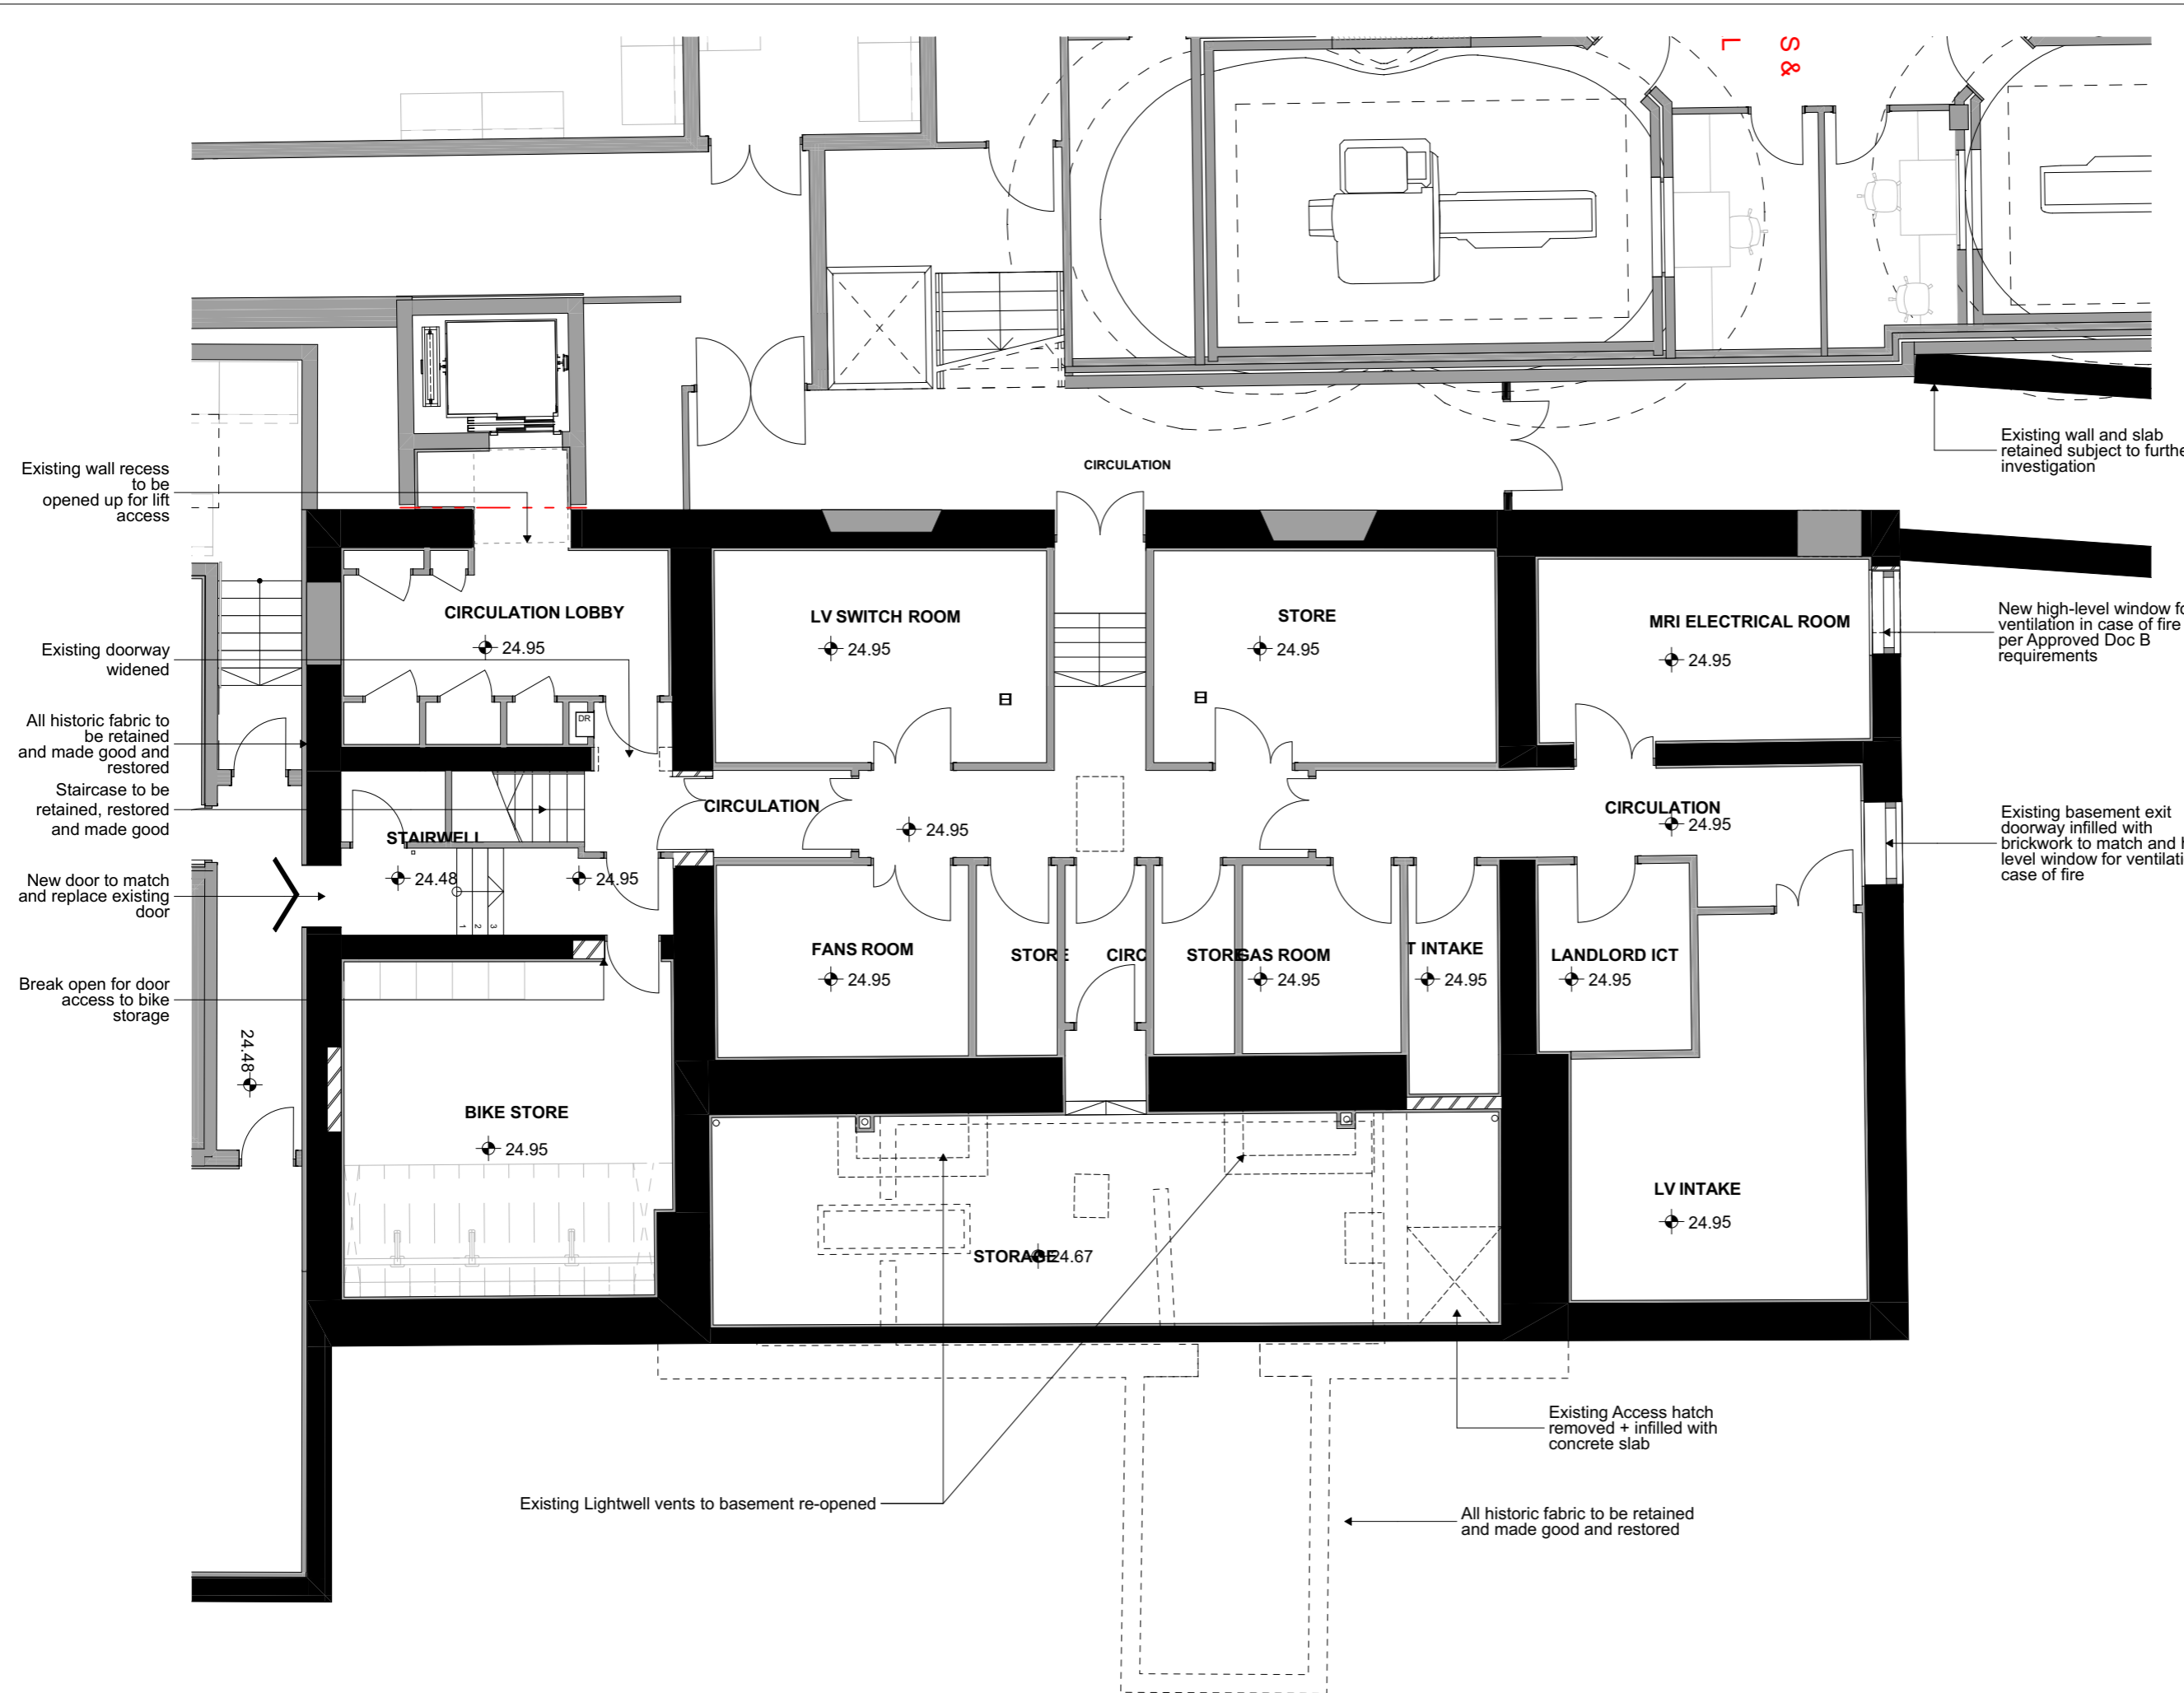 S &
L
CIRCULATION
Existing wall and slab
retained subject to furthe
investigation
Existing wall recess
to be
opened up for lift
access
CIRCULATION LOBBY
24.95
LV SWITCH ROOM
24.95
STORE
24.95
MRI ELECTRICAL ROOM
24.95
New high-level window fo
ventilation in case of fire
per Approved Doc B
requirements
Existing doorway
widened
DR
All historic fabric to
be retained
and made good and
restored
Staircase to be
retained, restored
and made good
STAIRWELL
24.48
24.95
1
2
3
CIRCULATION
24.95
CIRCULATION
24.95
Existing basement exit
doorway infilled with
brickwork to match and h
level window for ventilati
case of fire
New door to match
and replace existing
door
FANS ROOM
24.95
STORE
CIRC
STORE
GAS ROOM
24.95
T INTAKE
24.95
LANDLORD ICT
24.95
Break open for door
access to bike
storage
24.48
BIKE STORE
24.95
LV INTAKE
24.95
STORAGE
24.67
Existing Access hatch
removed + infilled with
concrete slab
Existing Lightwell vents to basement re-opened
All historic fabric to be retained
and made good and restored